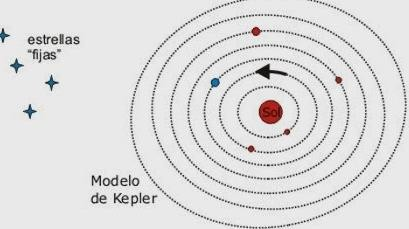 estrellas
"fijas"
Sol
Modelo
de Kepler